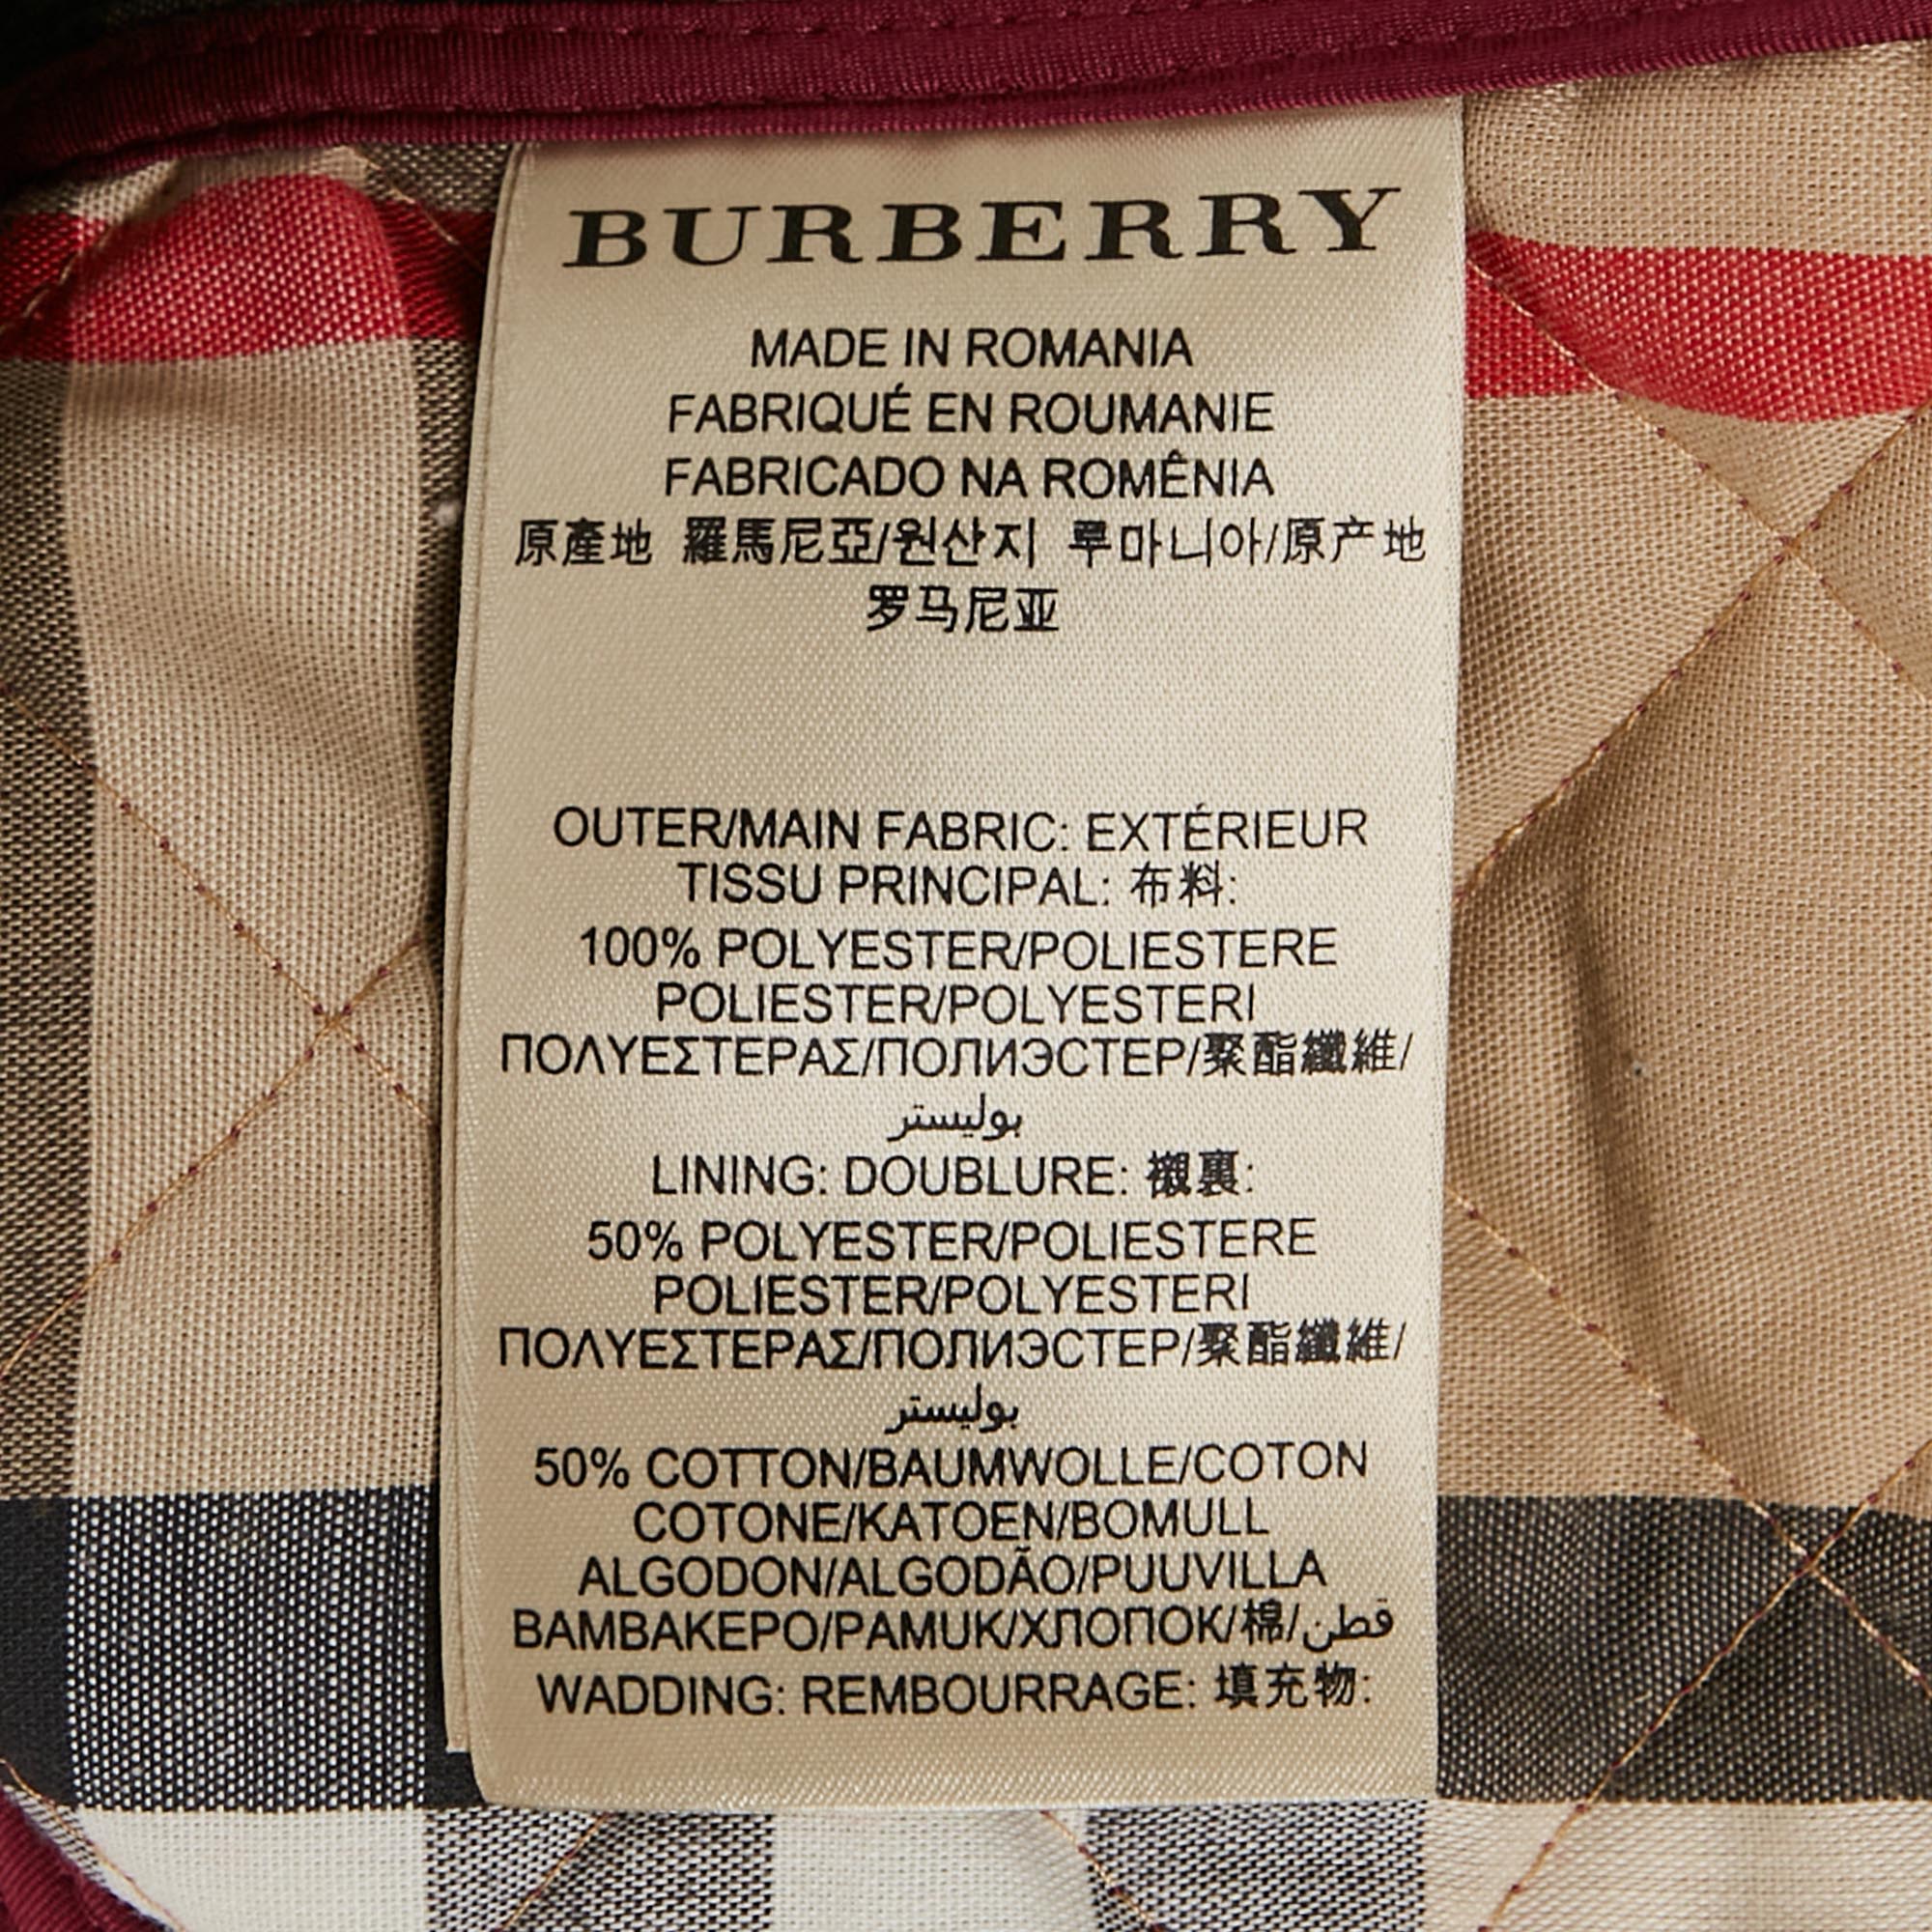 BURBERRY
MADE IN ROMANIA
FABRIQUÉ EN ROUMANIE
FABRICADO NA ROMÊNIA
原產地 羅馬尼亞/원산지 루마니아/原产地
罗马尼亚
OUTER/MAIN FABRIC: EXTÉRIEUR
TISSU PRINCIPAL: 布料:
100% POLYESTER/POLIESTERE
POLIESTER/POLYESTERI
ΠΟΛΥΕΣΤΕΡΑΣ/ПОЛИЭСТЕР/聚酯纖維/
بوليستر
LINING: DOUBLURE: 襯裏:
50% POLYESTER/POLIESTERE
POLIESTER/POLYESTERI
ΠΟΛΥΕΣΤΕΡΑΣ/ПОЛИЭСТЕР/聚酯纖維/
بوليستر
50% COTTON/BAUMWOLLE/COTON
COTONE/KATOEN/BOMULL
ALGODON/ALGODÃO/PUUVILLA
ΒΑΜΒΑΚΕΡΟ/PAMUK/ХЛОПОК/棉/قطن
WADDING: REMBOURRAGE: 填充物: